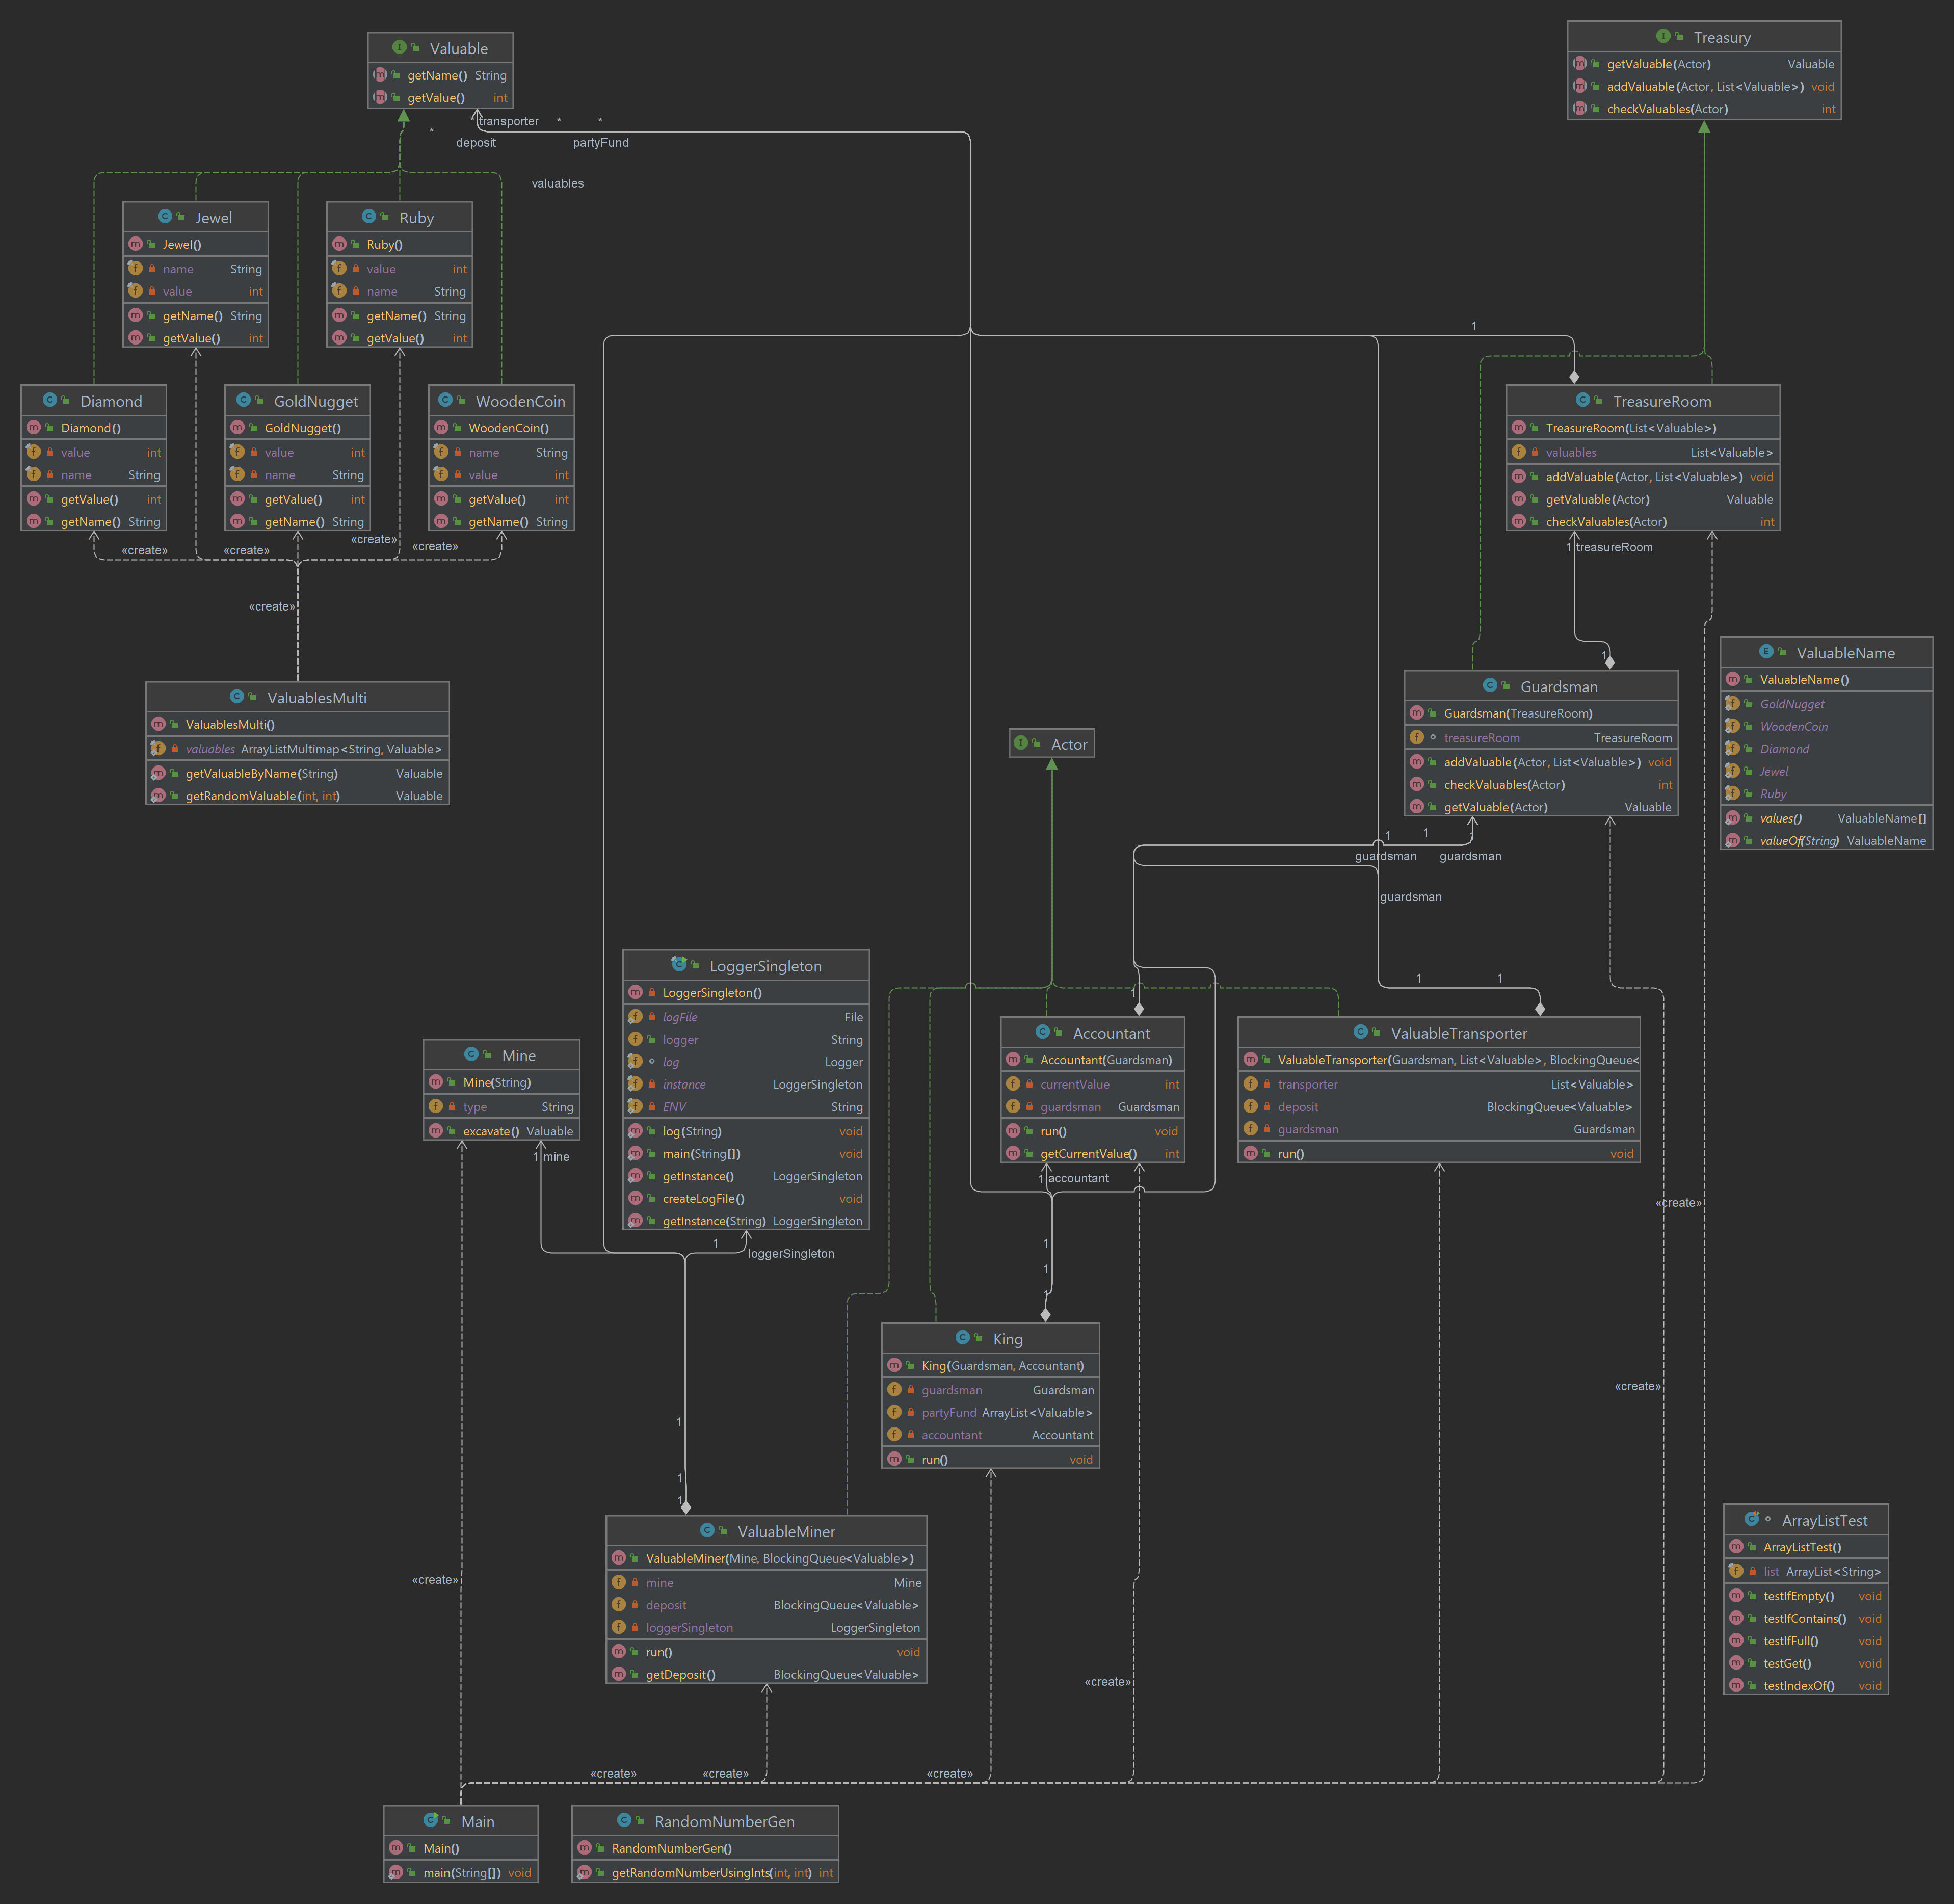 Valuable
getName() String
getValue() int
Treasury
getValuable(Actor) Valuable
addValuable(Actor, List<Valuable>) void
checkValuables(Actor) int
* * transporter * *
deposit partyFund
valuables
Jewel
Jewel()
name String
value int
getName() String
getValue() int
Ruby
Ruby()
value int
name String
getName() String
getValue() int
1
Diamond
Diamond()
value int
name String
getValue() int
getName() String
GoldNugget
GoldNugget()
value int
name String
getValue() int
getName() String
WoodenCoin
WoodenCoin()
name String
value int
getValue() int
getName() String
TreasureRoom
TreasureRoom(List<Valuable>)
valuables List<Valuable>
addValuable(Actor, List<Valuable>) void
getValuable(Actor) Valuable
checkValuables(Actor) int
«create» «create» «create» «create»
1 treasureRoom
«create»
1
ValuablesMulti
ValuablesMulti()
valuables ArrayListMultimap<String, Valuable>
getValuableByName(String) Valuable
getRandomValuable(int, int) Valuable
Actor
Guardsman
Guardsman(TreasureRoom)
treasureRoom TreasureRoom
addValuable(Actor, List<Valuable>) void
checkValuables(Actor) int
getValuable(Actor) Valuable
ValuableName
ValuableName()
GoldNugget
WoodenCoin
Diamond
Jewel
Ruby
values() ValuableName[]
valueOf(String) ValuableName
1 1 1
guardsman guardsman
guardsman
LoggerSingleton
LoggerSingleton()
logFile File
logger String
log Logger
instance LoggerSingleton
ENV String
log(String) void
main(String[]) void
getInstance() LoggerSingleton
createLogFile() void
getInstance(String) LoggerSingleton
1 1 1
Mine
Mine(String)
type String
excavate() Valuable
1 mine
Accountant
Accountant(Guardsman)
currentValue int
guardsman Guardsman
run() void
getCurrentValue() int
1 accountant
ValuableTransporter
ValuableTransporter(Guardsman, List<Valuable>, BlockingQueue<
transporter List<Valuable>
deposit BlockingQueue<Valuable>
guardsman Guardsman
run() void
«create»
1 loggerSingleton
1
1
1
King
King(Guardsman, Accountant)
guardsman Guardsman
partyFund ArrayList<Valuable>
accountant Accountant
run() void
«create»
1
1
1
ValuableMiner
ValuableMiner(Mine, BlockingQueue<Valuable>)
mine Mine
deposit BlockingQueue<Valuable>
loggerSingleton LoggerSingleton
run() void
getDeposit() BlockingQueue<Valuable>
ArrayListTest
ArrayListTest()
list ArrayList<String>
testIfEmpty() void
testIfContains() void
testIfFull() void
testGet() void
testIndexOf() void
«create»
«create»
«create» «create» «create»
Main
Main()
main(String[]) void
RandomNumberGen
RandomNumberGen()
getRandomNumberUsingInts(int, int) int